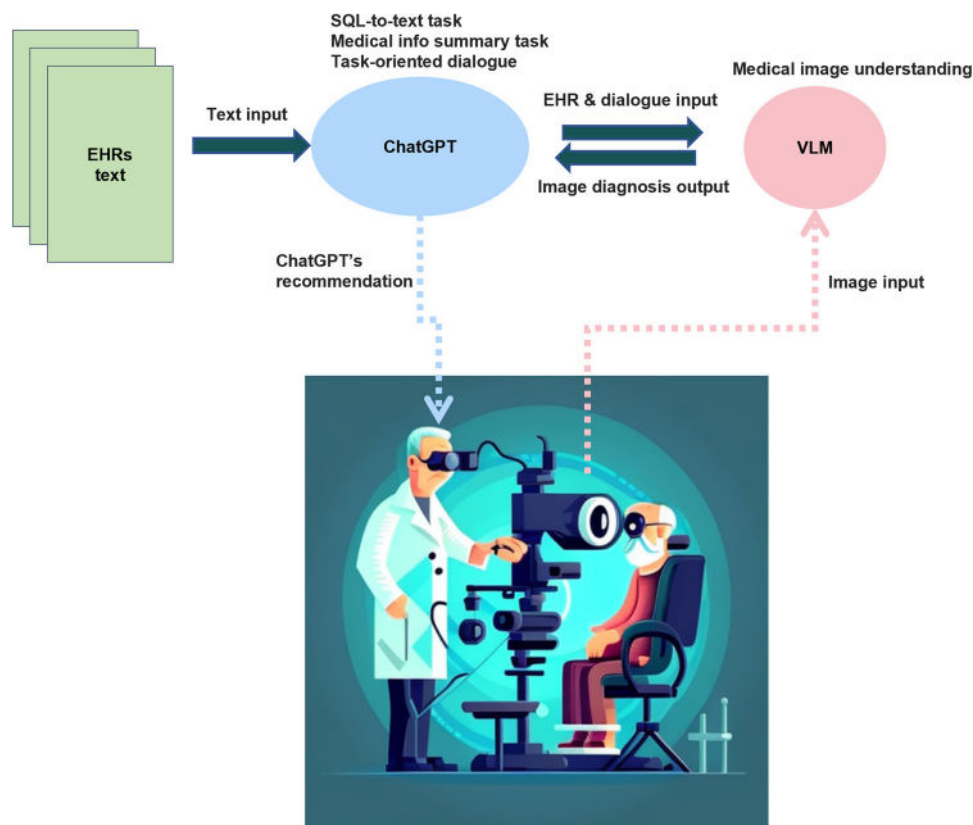 SQL-to-text task
Medical info summary task
Task-oriented dialogue
Medical image understanding
Text input
EHR & dialogue input
EHRs
text
ChatGPT
VLM
Image diagnosis output
ChatGPT's
recommendation
Image input